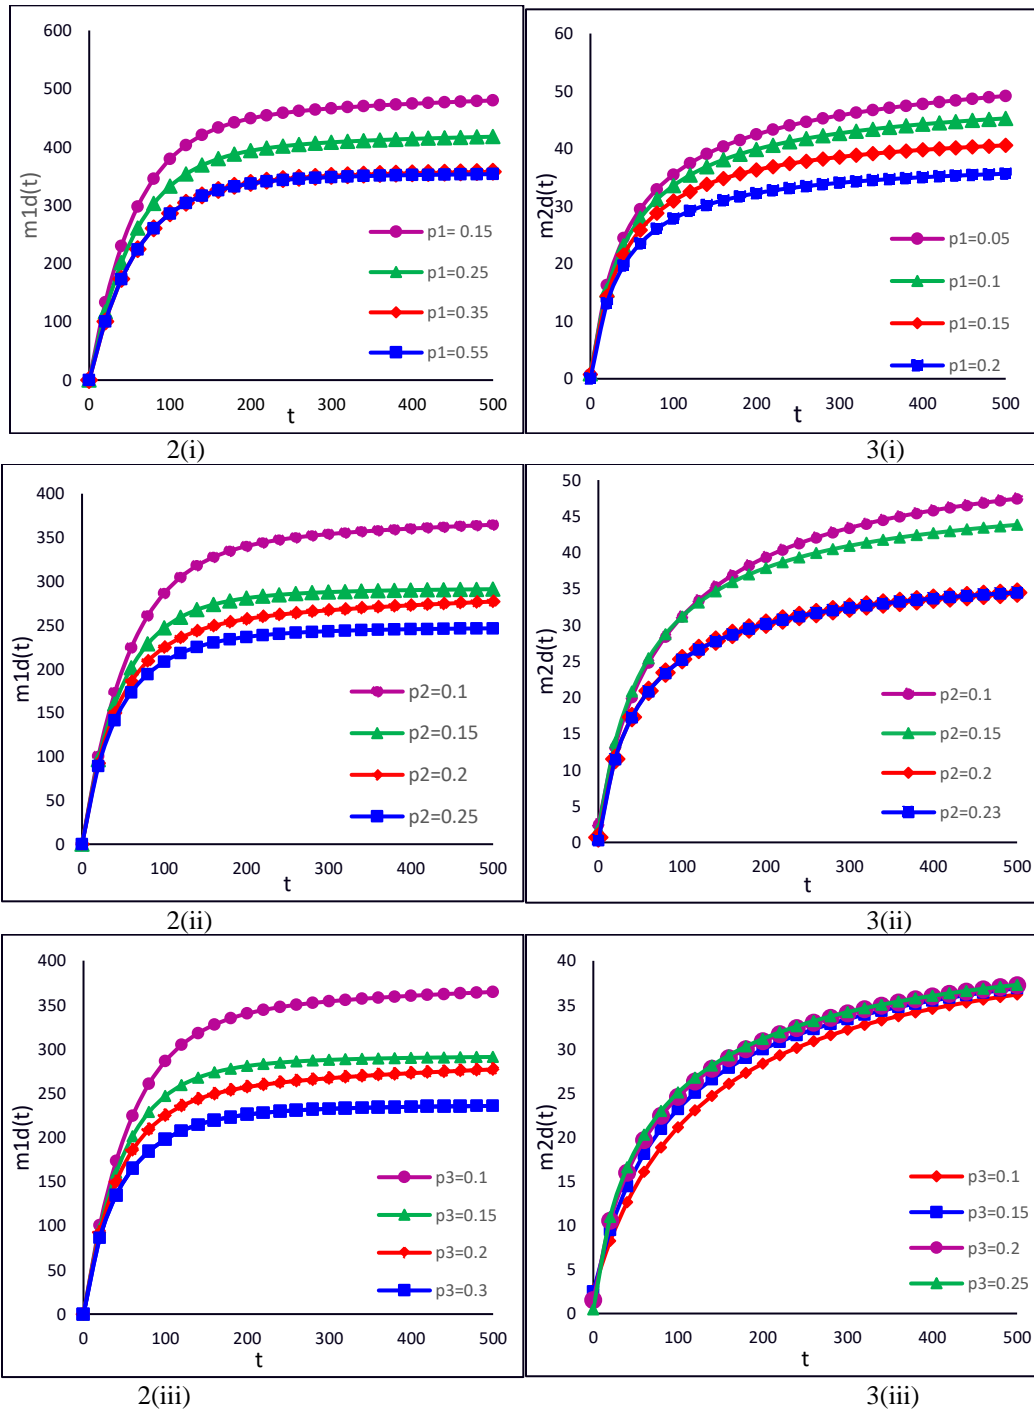 600
500
400
300
200
100
0
m1d(t)
p1= 0.15
p1=0.25
p1=0.35
p1=0.55
0 100 200 300 400 500
t
2(i)
60
50
40
30
20
10
0
m2d(t)
p1=0.05
p1=0.1
p1=0.15
p1=0.2
0 100 200 300 400 500
t
3(i)
400
350
300
250
200
150
100
50
0
m1d(t)
p2=0.1
p2=0.15
p2=0.2
p2=0.25
0 100 200 300 400 500
t
2(ii)
50
45
40
35
30
25
20
15
10
5
0
m2d(t)
p2=0.1
p2=0.15
p2=0.2
p2=0.23
0 100 200 300 400 500
t
3(ii)
400
350
300
250
200
150
100
50
0
m1d(t)
p3=0.1
p3=0.15
p3=0.2
p3=0.3
0 100 200 300 400 500
t
2(iii)
40
35
30
25
20
15
10
5
0
m2d(t)
p3=0.1
p3=0.15
p3=0.2
p3=0.25
0 100 200 300 400 500
t
3(iii)